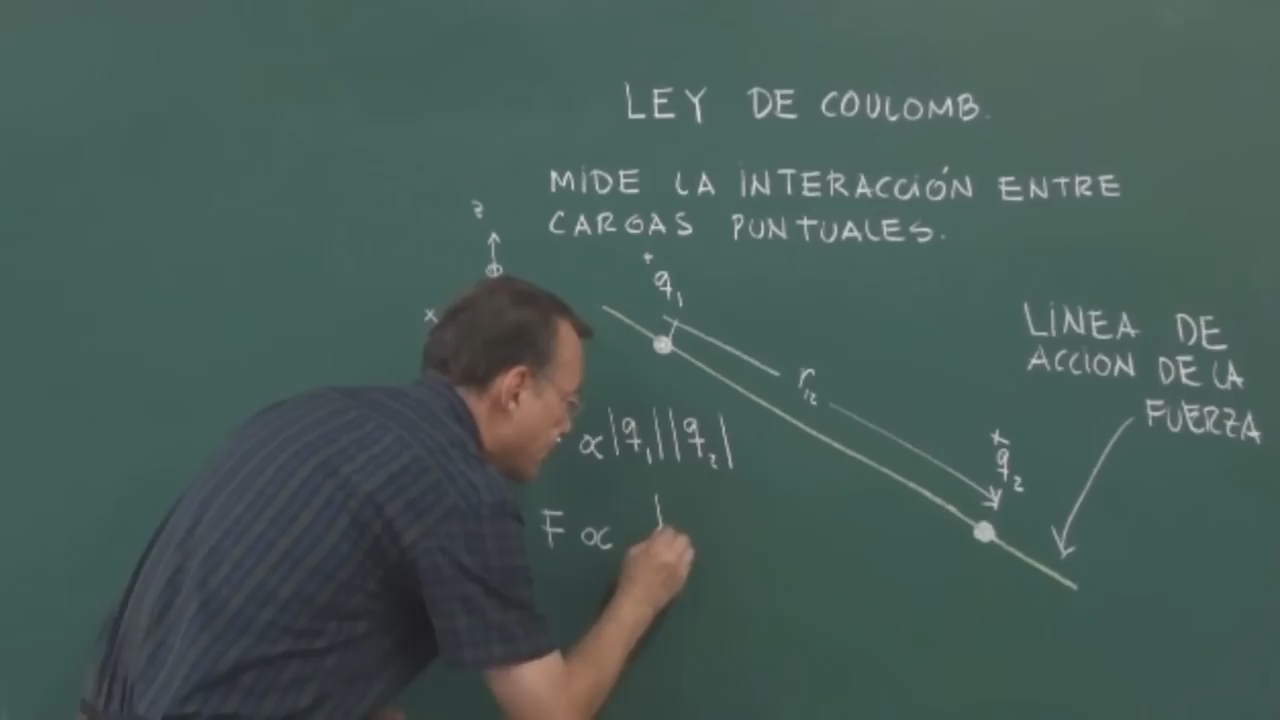 LEY DE COULOMB.
MIDE LA INTERACCIÓN ENTRE
CARGAS PUNTUALES.
z
x
+
q₁
r₁₂
+
q₂
LINEA DE
ACCION DE LA
FUERZA
∝|q₁||q₂|
F ∝